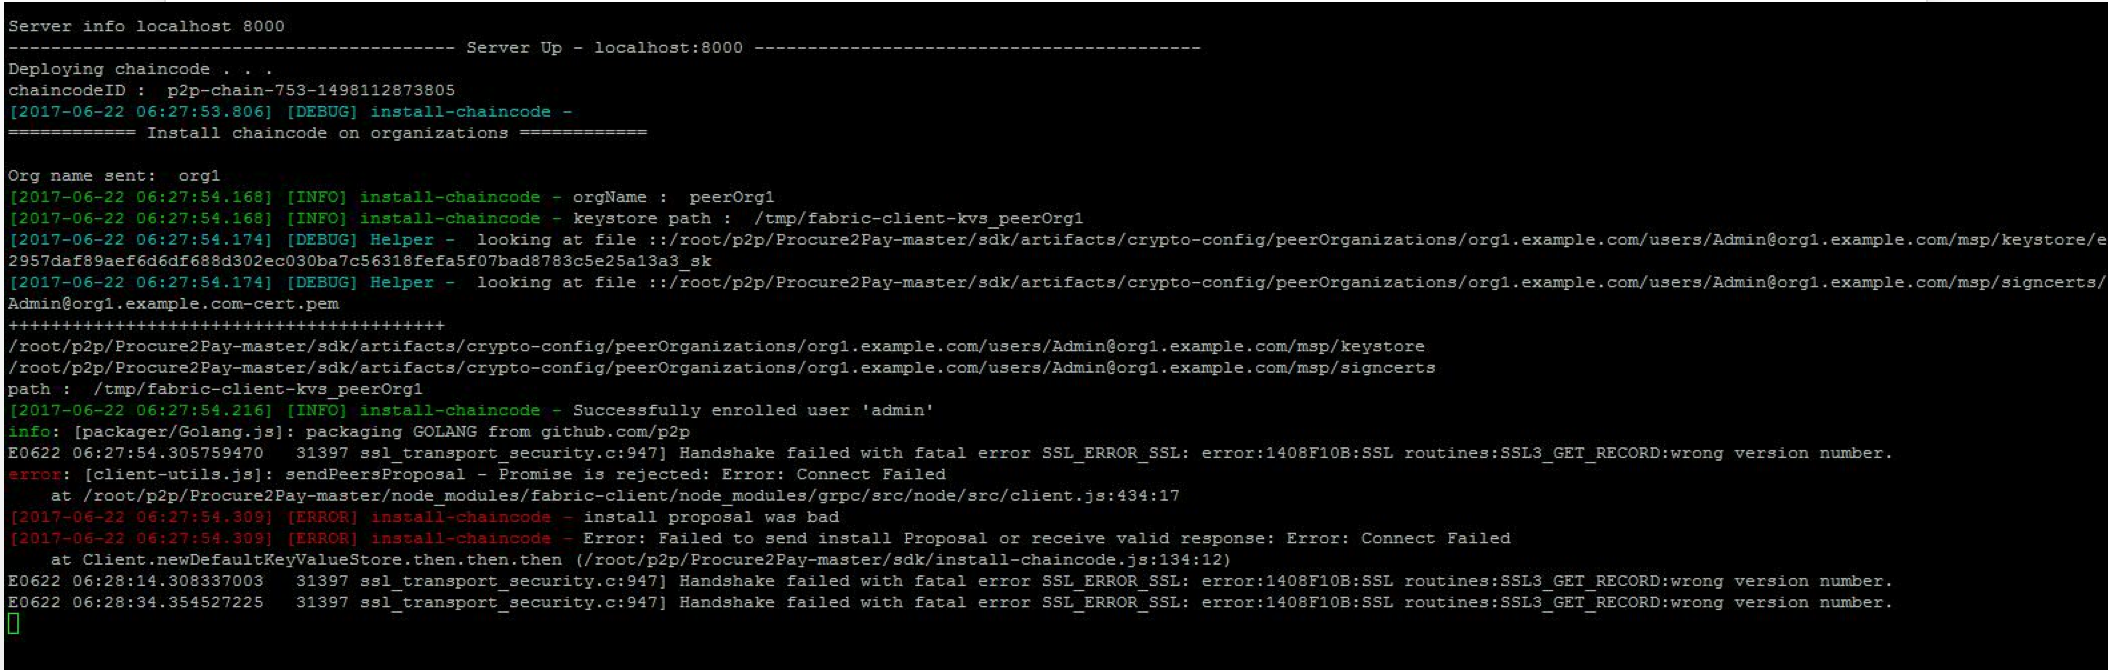 Server info localhost 8000
------------------------------------------ Server Up - localhost:8000 ------------------------------------------
Deploying chaincode . . .
chaincodeID :  p2p-chain-753-1498112873805
[2017-06-22 06:27:53.806] [DEBUG] install-chaincode -
============ Install chaincode on organizations ============
Org name sent:  org1
[2017-06-22 06:27:54.168] [INFO] install-chaincode - orgName :  peerOrg1
[2017-06-22 06:27:54.168] [INFO] install-chaincode - keystore path :  /tmp/fabric-client-kvs_peerOrg1
[2017-06-22 06:27:54.174] [DEBUG] Helper -  looking at file ::/root/p2p/Procure2Pay-master/sdk/artifacts/crypto-config/peerOrganizations/org1.example.com/users/Admin@org1.example.com/msp/keystore/e
2957daf89aef6d6df688d302ec030ba7c56318fefa5f07bad8783c5e25a13a3_sk
[2017-06-22 06:27:54.174] [DEBUG] Helper -  looking at file ::/root/p2p/Procure2Pay-master/sdk/artifacts/crypto-config/peerOrganizations/org1.example.com/users/Admin@org1.example.com/msp/signcerts/
Admin@org1.example.com-cert.pem
+++++++++++++++++++++++++++++++++++++++++
/root/p2p/Procure2Pay-master/sdk/artifacts/crypto-config/peerOrganizations/org1.example.com/users/Admin@org1.example.com/msp/keystore
/root/p2p/Procure2Pay-master/sdk/artifacts/crypto-config/peerOrganizations/org1.example.com/users/Admin@org1.example.com/msp/signcerts
path :  /tmp/fabric-client-kvs_peerOrg1
[2017-06-22 06:27:54.216] [INFO] install-chaincode - Successfully enrolled user 'admin'
info: [packager/Golang.js]: packaging GOLANG from github.com/p2p
E0622 06:27:54.305759470   31397 ssl_transport_security.c:947] Handshake failed with fatal error SSL_ERROR_SSL: error:1408F10B:SSL routines:SSL3_GET_RECORD:wrong version number.
error: [client-utils.js]: sendPeersProposal - Promise is rejected: Error: Connect Failed
    at /root/p2p/Procure2Pay-master/node_modules/fabric-client/node_modules/grpc/src/node/src/client.js:434:17
[2017-06-22 06:27:54.309] [ERROR] install-chaincode - install proposal was bad
[2017-06-22 06:27:54.309] [ERROR] install-chaincode - Error: Failed to send install Proposal or receive valid response: Error: Connect Failed
    at Client.newDefaultKeyValueStore.then.then.then (/root/p2p/Procure2Pay-master/sdk/install-chaincode.js:134:12)
E0622 06:28:14.308337003   31397 ssl_transport_security.c:947] Handshake failed with fatal error SSL_ERROR_SSL: error:1408F10B:SSL routines:SSL3_GET_RECORD:wrong version number.
E0622 06:28:34.354527225   31397 ssl_transport_security.c:947] Handshake failed with fatal error SSL_ERROR_SSL: error:1408F10B:SSL routines:SSL3_GET_RECORD:wrong version number.